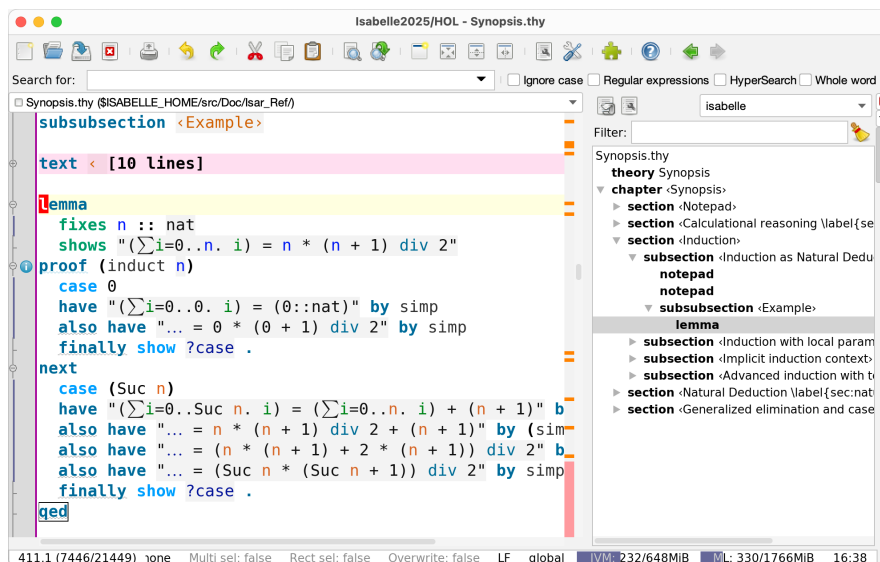 Isabelle2025/HOL - Synopsis.thy
Search for:
Ignore case Regular expressions HyperSearch Whole word
Synopsis.thy ($ISABELLE_HOME/src/Doc/Isar_Ref/)
subsubsection ‹Example›
text ‹ [10 lines]
lemma
fixes n :: nat
shows "(∑i=0..n. i) = n * (n + 1) div 2"
proof (induct n)
case 0
have "(∑i=0..0. i) = (0::nat)" by simp
also have "... = 0 * (0 + 1) div 2" by simp
finally show ?case .
next
case (Suc n)
have "(∑i=0..Suc n. i) = (∑i=0..n. i) + (n + 1)" b
also have "... = n * (n + 1) div 2 + (n + 1)" by (sim
also have "... = (n * (n + 1) + 2 * (n + 1)) div 2" b
also have "... = (Suc n * (Suc n + 1)) div 2" by simp
finally show ?case .
qed
isabelle
Filter:
Synopsis.thy
theory Synopsis
chapter ‹Synopsis›
section ‹Notepad›
section ‹Calculational reasoning \label{se
section ‹Induction›
subsection ‹Induction as Natural Dedu
notepad
notepad
subsubsection ‹Example›
lemma
subsection ‹Induction with local param
subsection ‹Implicit induction context›
subsection ‹Advanced induction with t
section ‹Natural Deduction \label{sec:nat
section ‹Generalized elimination and case
411,1 (7446/21449) none Multi sel: false Rect sel: false Overwrite: false LF global JVM: 232/648MiB ML: 330/1766MiB 16:38